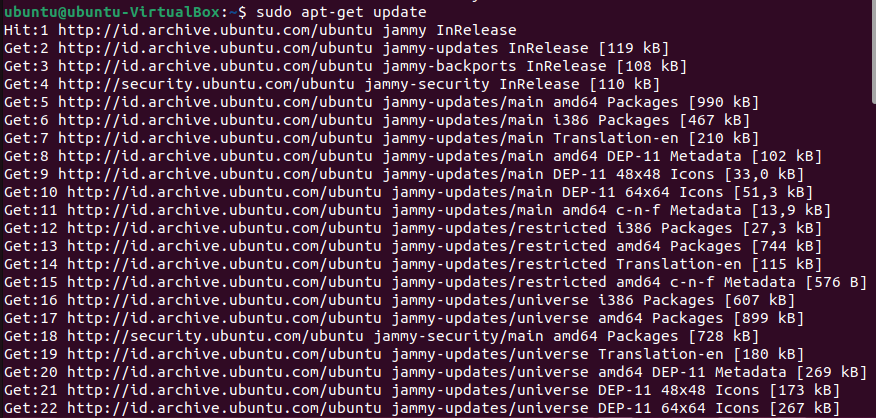 ubuntu@ubuntu-VirtualBox:~$ sudo apt-get update
Hit:1 http://id.archive.ubuntu.com/ubuntu jammy InRelease
Get:2 http://id.archive.ubuntu.com/ubuntu jammy-updates InRelease [119 kB]
Get:3 http://id.archive.ubuntu.com/ubuntu jammy-backports InRelease [108 kB]
Get:4 http://security.ubuntu.com/ubuntu jammy-security InRelease [110 kB]
Get:5 http://id.archive.ubuntu.com/ubuntu jammy-updates/main amd64 Packages [990 kB]
Get:6 http://id.archive.ubuntu.com/ubuntu jammy-updates/main i386 Packages [467 kB]
Get:7 http://id.archive.ubuntu.com/ubuntu jammy-updates/main Translation-en [210 kB]
Get:8 http://id.archive.ubuntu.com/ubuntu jammy-updates/main amd64 DEP-11 Metadata [102 kB]
Get:9 http://id.archive.ubuntu.com/ubuntu jammy-updates/main DEP-11 48x48 Icons [33,0 kB]
Get:10 http://id.archive.ubuntu.com/ubuntu jammy-updates/main DEP-11 64x64 Icons [51,3 kB]
Get:11 http://id.archive.ubuntu.com/ubuntu jammy-updates/main amd64 c-n-f Metadata [13,9 kB]
Get:12 http://id.archive.ubuntu.com/ubuntu jammy-updates/restricted i386 Packages [27,3 kB]
Get:13 http://id.archive.ubuntu.com/ubuntu jammy-updates/restricted amd64 Packages [744 kB]
Get:14 http://id.archive.ubuntu.com/ubuntu jammy-updates/restricted Translation-en [115 kB]
Get:15 http://id.archive.ubuntu.com/ubuntu jammy-updates/restricted amd64 c-n-f Metadata [576 B]
Get:16 http://id.archive.ubuntu.com/ubuntu jammy-updates/universe i386 Packages [607 kB]
Get:17 http://id.archive.ubuntu.com/ubuntu jammy-updates/universe amd64 Packages [899 kB]
Get:18 http://security.ubuntu.com/ubuntu jammy-security/main amd64 Packages [728 kB]
Get:19 http://id.archive.ubuntu.com/ubuntu jammy-updates/universe Translation-en [180 kB]
Get:20 http://id.archive.ubuntu.com/ubuntu jammy-updates/universe amd64 DEP-11 Metadata [269 kB]
Get:21 http://id.archive.ubuntu.com/ubuntu jammy-updates/universe DEP-11 48x48 Icons [173 kB]
Get:22 http://id.archive.ubuntu.com/ubuntu jammy-updates/universe DEP-11 64x64 Icons [267 kB]